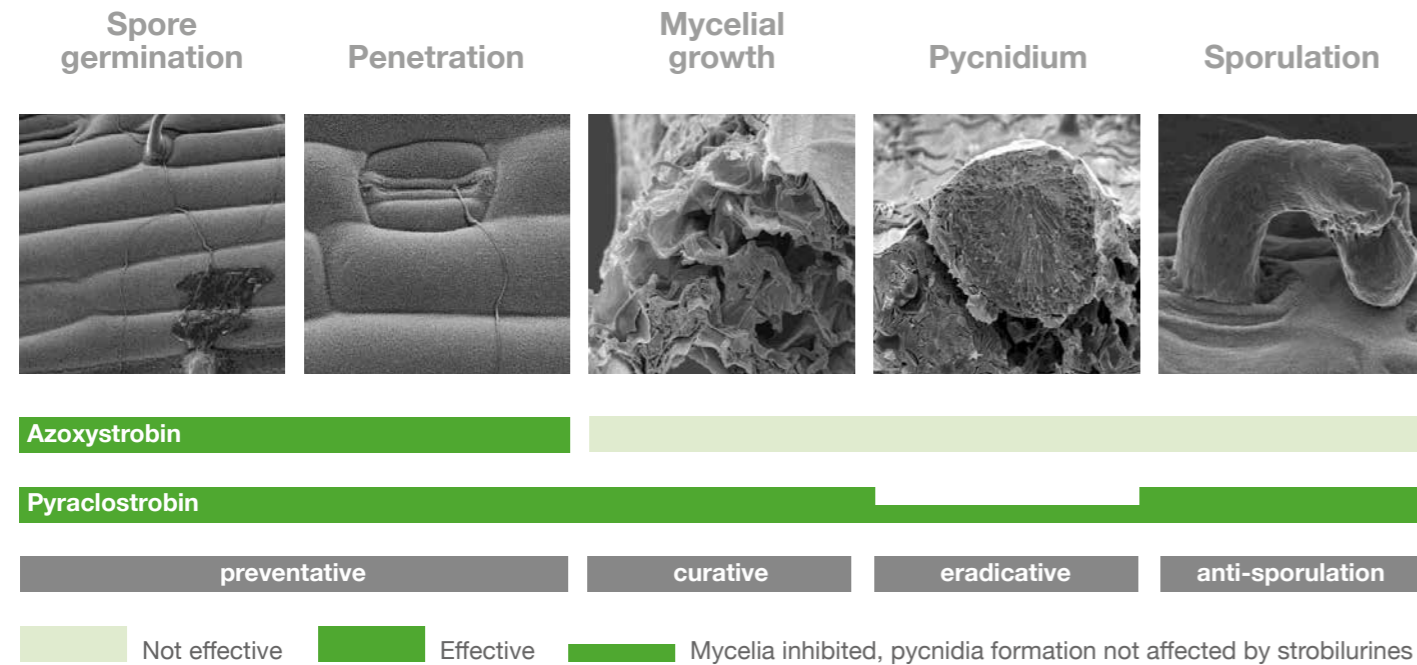 Spore
germination
Penetration
Mycelial
growth
Pycnidium
Sporulation
Azoxystrobin
Pyraclostrobin
preventative
curative
eradicative
anti-sporulation
Not effective
Effective
Mycelia inhibited, pycnidia formation not affected by strobilurines